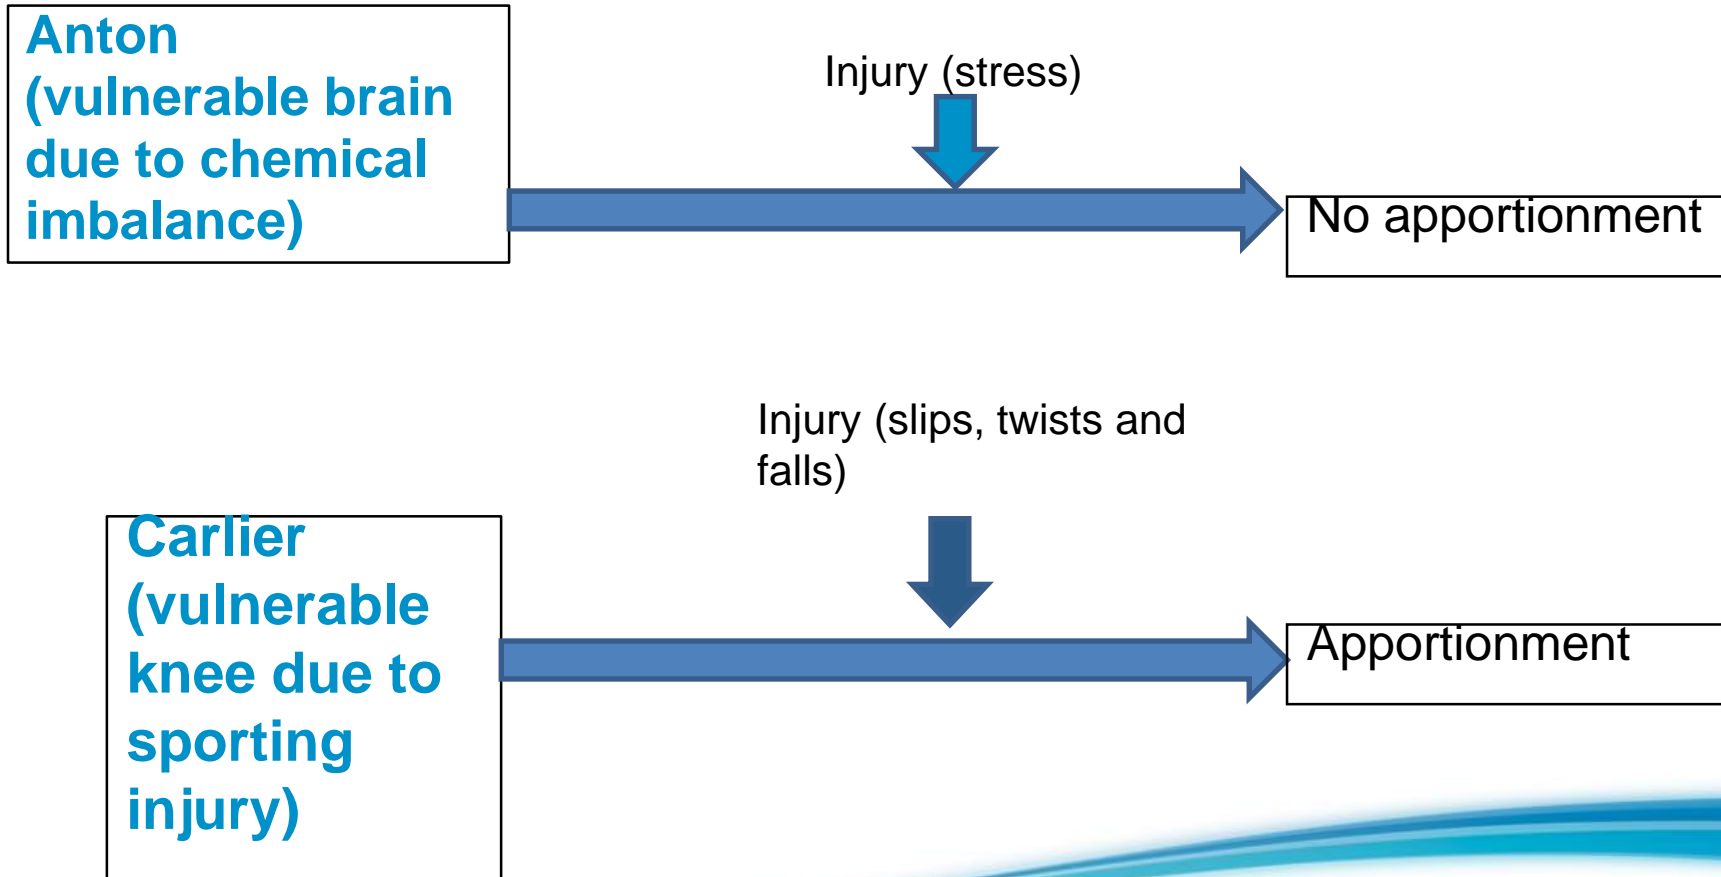 Anton
(vulnerable brain
due to chemical
imbalance)
Injury (stress)
No apportionment
Injury (slips, twists and
falls)
Carlier
(vulnerable
knee due to
sporting
injury)
Apportionment